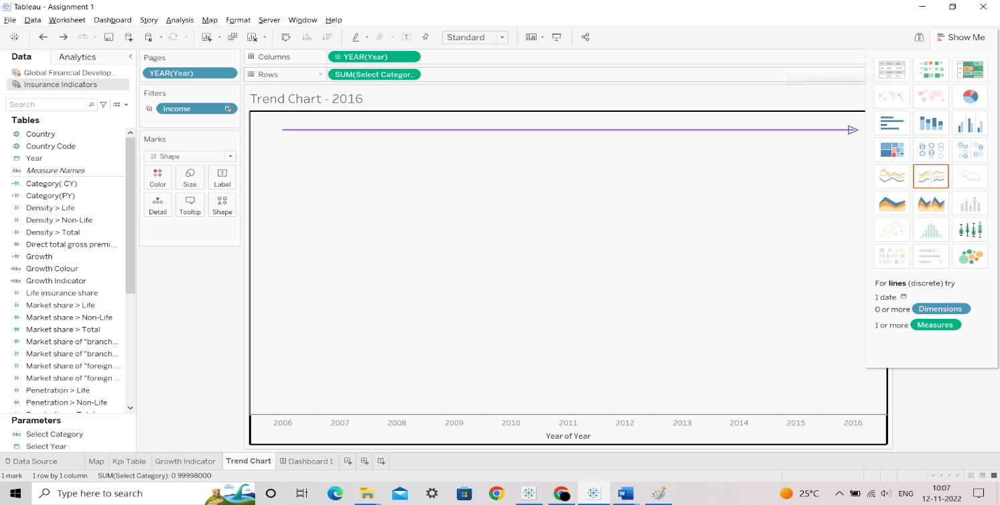 Tableau - Assignment 1
File Data Worksheet Dashboard Story Analysis Map Format Server Window Help
Standard
Show Me
Data Analytics
Global Financial Develop...
Insurance Indicators
Search
Tables
Country
Country Code
Year
Abc Measure Names
Category( CY)
Category(PY)
Density > Life
Density > Non-Life
Density > Total
Direct total gross premi...
Growth
Abc Growth Colour
Abc Growth Indicator
Life insurance share
Market share > Life
Market share > Non-Life
Market share > Total
Market share of "branch...
Market share of "branch...
Market share of "foreign ...
Market share of "foreign ...
Penetration > Life
Penetration > Non-Life
Parameters
Abc Select Category
Select Year
Pages
YEAR(Year)
Filters
Income
Marks
Shape
Color Size Label
Detail Tooltip Shape
Columns YEAR(Year)
Rows SUM(Select Categor..
Full-screen Snip
Trend Chart - 2016
2006 2007 2008 2009 2010 2011 2012 2013 2014 2015 2016
Year of Year
For lines (discrete) try
1 date
0 or more Dimensions
1 or more Measures
Data Source Map Kpi Table Growth Indicator Trend Chart Dashboard 1
1 mark 1 row by 1 column SUM(Select Category): 0.99998000
Type here to search
25°C ENG 10:07
12-11-2022